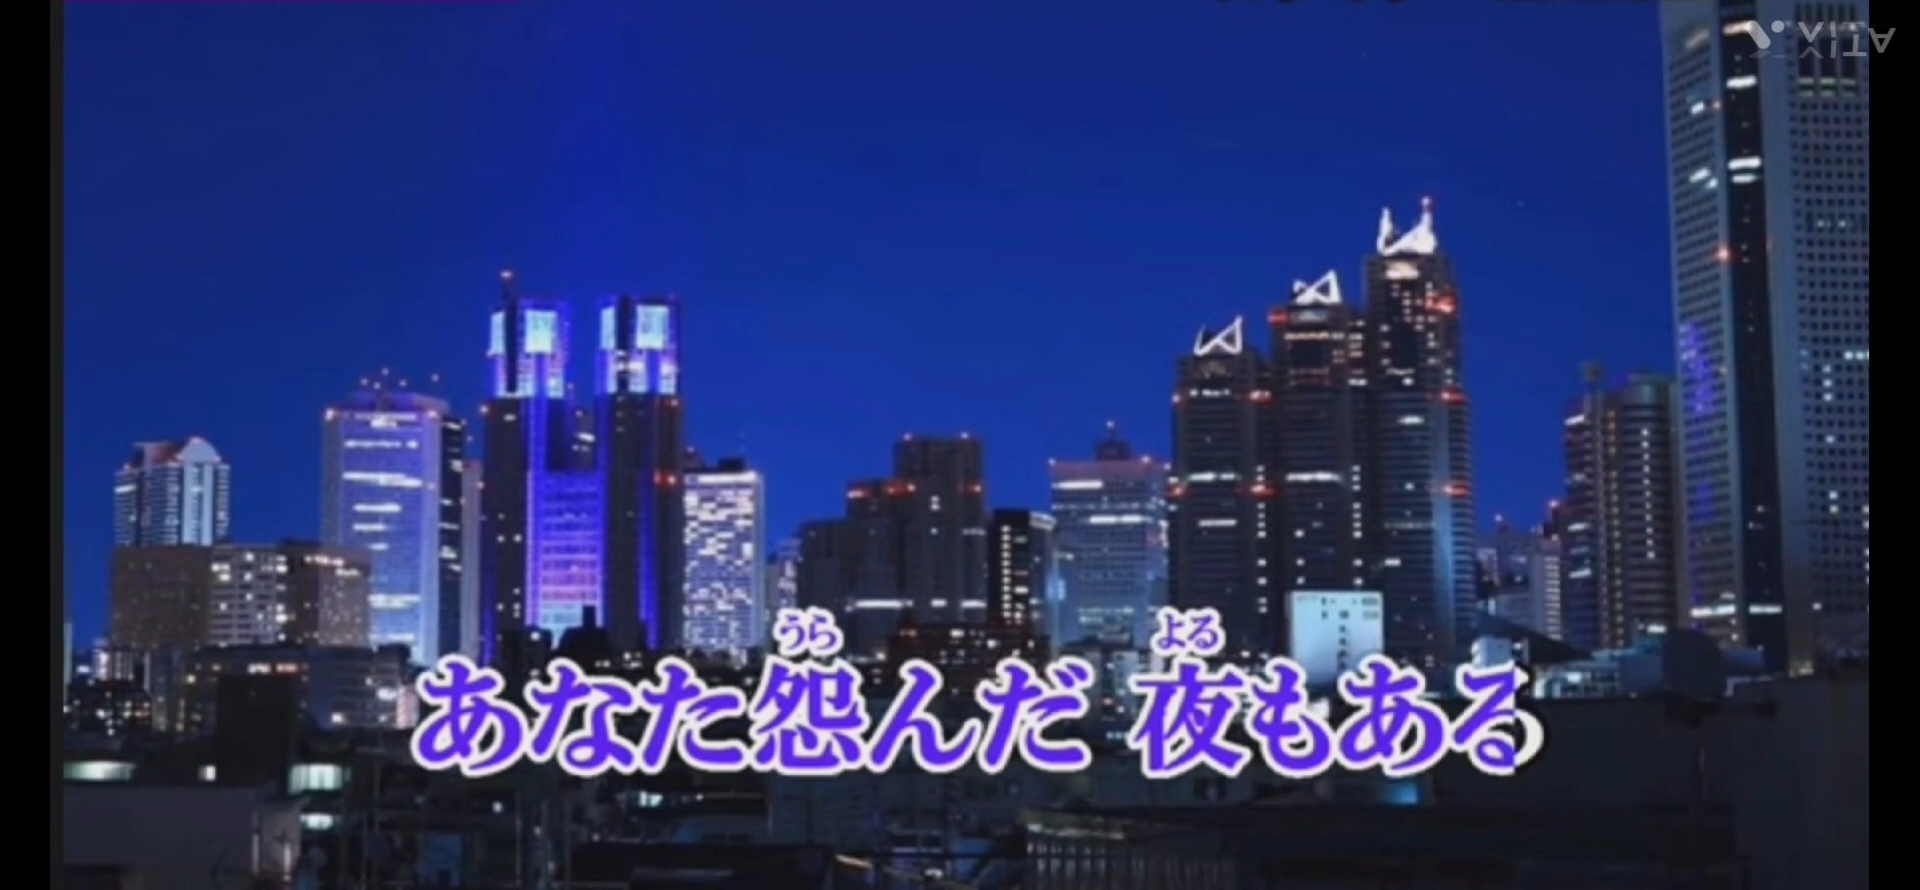 うら よる
あなた怨んだ 夜もある